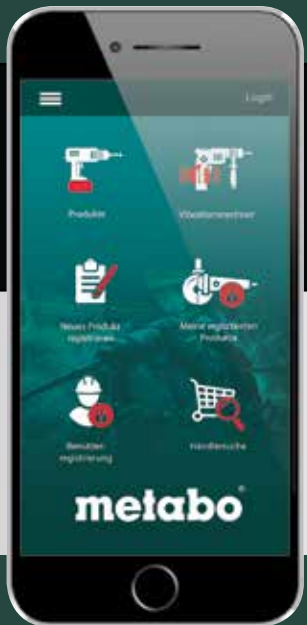 Login
Produkte
Vibrationsrechner
Neues Produkt
registrieren
Meine registrierten
Produkte
Benutzer-
registrierung
Händlersuche
metabo®